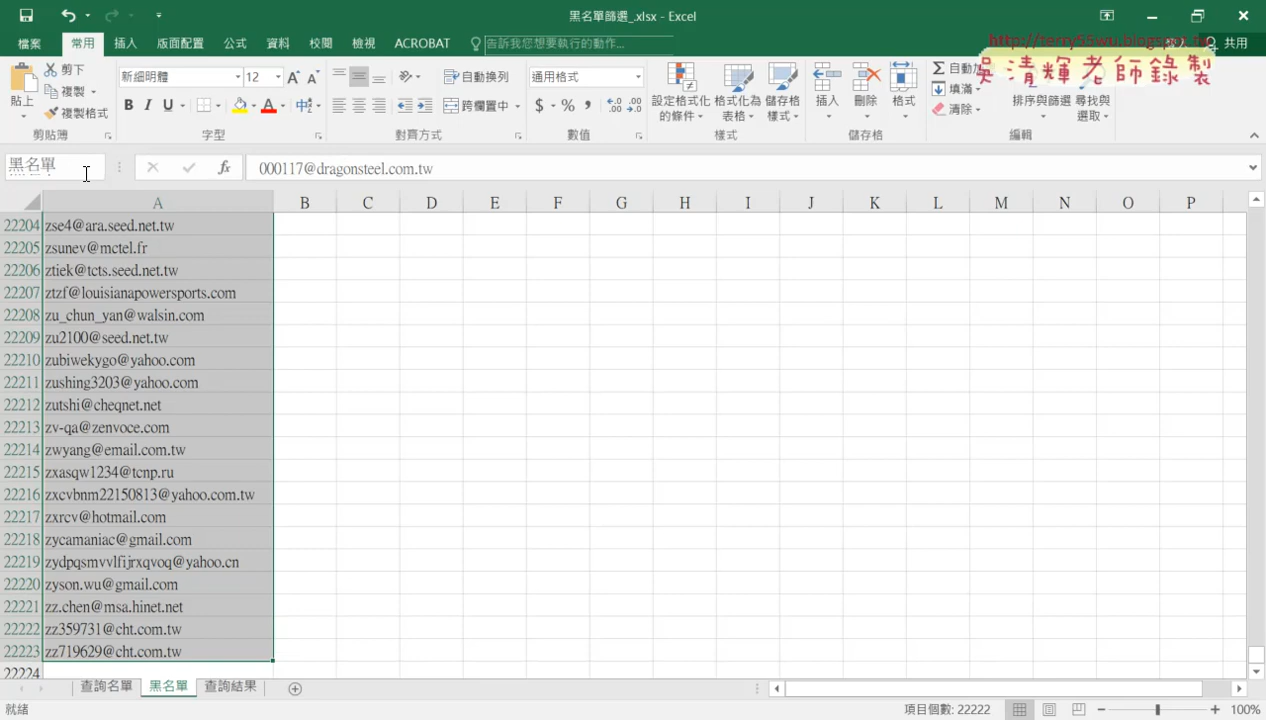 黑名單篩選_.xlsx - Excel
檔案 常用 插入 版面配置 公式 資料 校閱 檢視 ACROBAT 告訴我您想要執行的動作... 共用
http://terry55wu.blogspot.tw
吳清輝老師錄製
貼上 剪下 複製 複製格式 剪貼簿
新細明體 12 A A B I U A 字型
自動換列 跨欄置中 對齊方式
通用格式 $ % , 數值
設定格式化的條件 格式化為表格 儲存格樣式 樣式
插入 刪除 格式 儲存格
Σ 自動加 填滿 清除 排序與篩選 尋找與選取 編輯
黑名單 fx 000117@dragonsteel.com.tw
A B C D E F G H I J K L M N O P
22204 zse4@ara.seed.net.tw
22205 zsunev@mctel.fr
22206 ztiek@tcts.seed.net.tw
22207 ztzf@louisianapowersports.com
22208 zu_chun_yan@walsin.com
22209 zu2100@seed.net.tw
22210 zubiwekygo@yahoo.com
22211 zushing3203@yahoo.com
22212 zutshi@cheqnet.net
22213 zv-qa@zenvoce.com
22214 zwyang@email.com.tw
22215 zxasqw1234@tcnp.ru
22216 zxcvbnm22150813@yahoo.com.tw
22217 zxrcv@hotmail.com
22218 zycamaniac@gmail.com
22219 zydpqsmvvlfijrxqvoq@yahoo.cn
22220 zyson.wu@gmail.com
22221 zz.chen@msa.hinet.net
22222 zz359731@cht.com.tw
22223 zz719629@cht.com.tw
22224
查詢名單 黑名單 查詢結果
就緒 項目個數: 22222 100%